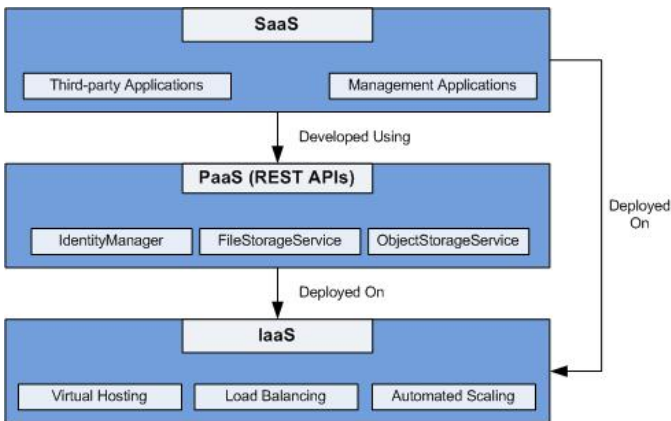 SaaS
Third-party Applications
Management Applications
Developed Using
PaaS (REST APIs)
IdentityManager
FileStorageService
ObjectStorageService
Deployed
On
Deployed On
IaaS
Virtual Hosting
Load Balancing
Automated Scaling